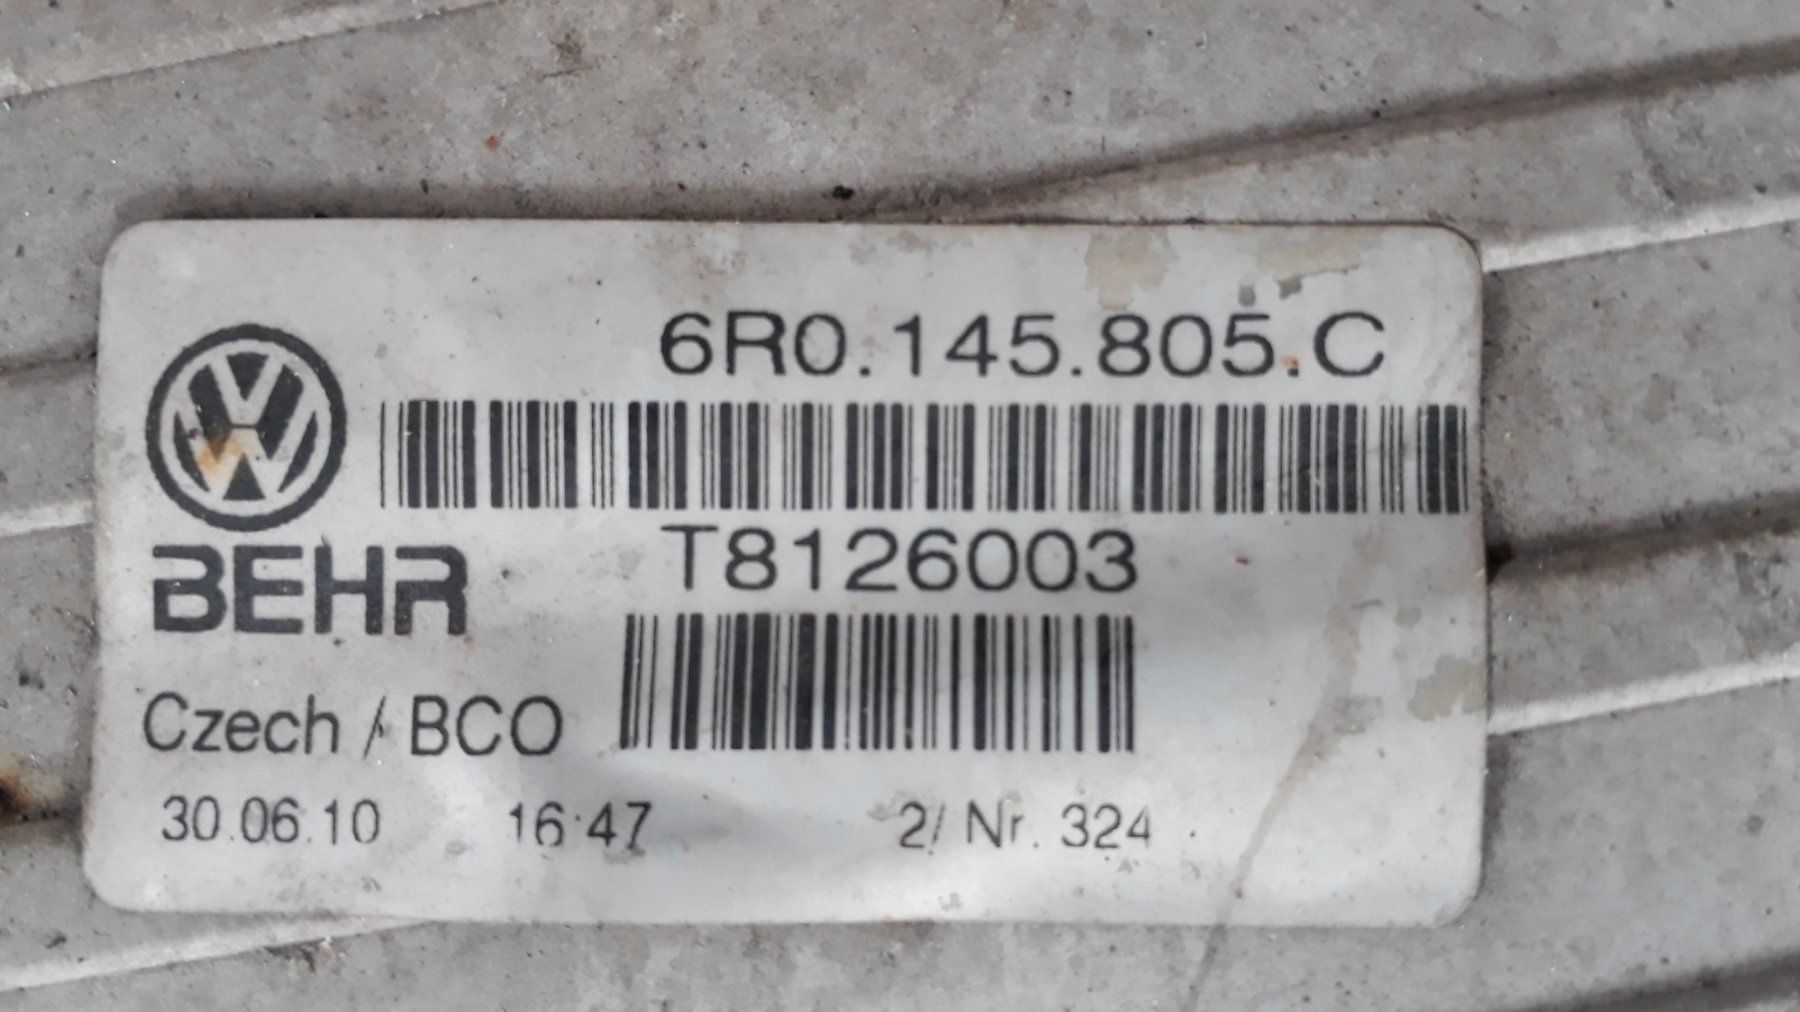 6R0.145.805.C
T8126003
BEHR
Czech / BCO
30.06.10 16:47 2/ Nr. 324